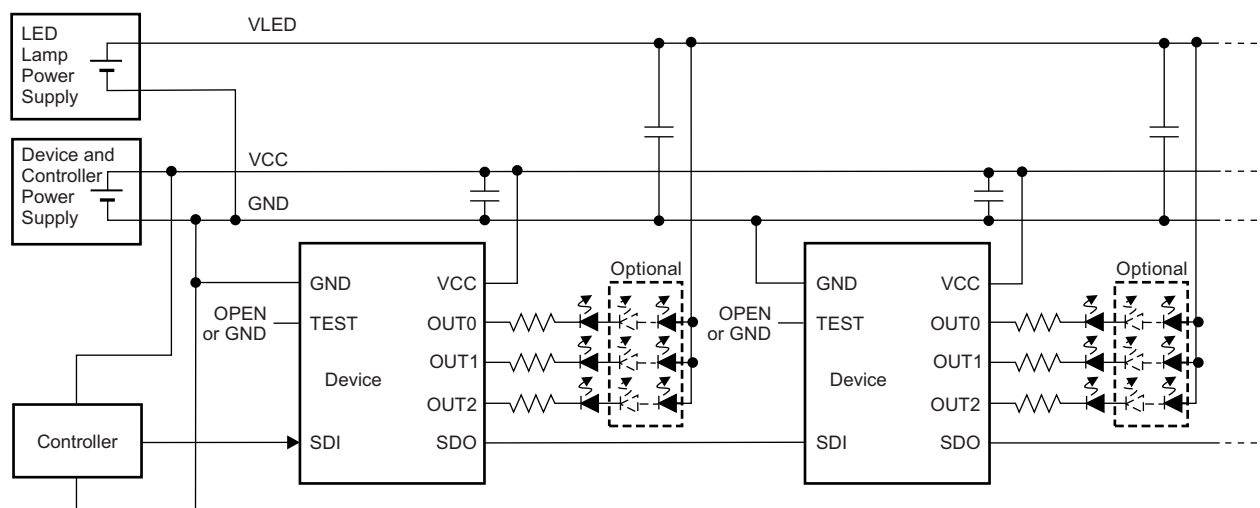 LED
Lamp
Power
Supply
VLED
Device and
Controller
Power
Supply
VCC
GND
GND
VCC
Optional
OPEN
or GND
TEST
OUT0
OUT1
Device
OUT2
Controller
SDI
SDO
GND
VCC
Optional
OPEN
or GND
TEST
OUT0
OUT1
Device
OUT2
SDI
SDO